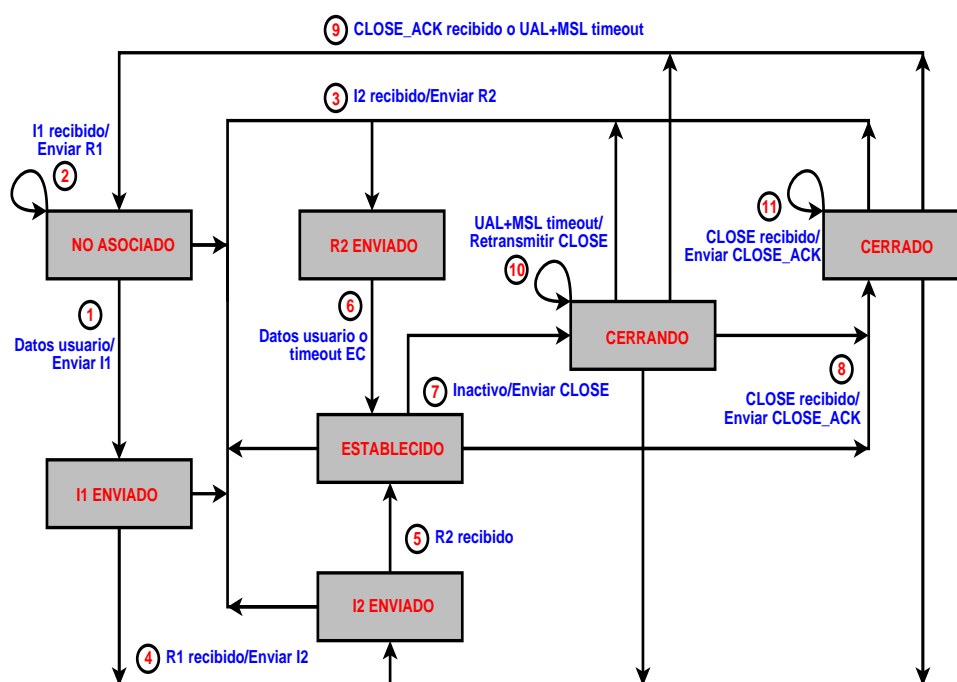 9 CLOSE_ACK recibido o UAL+MSL timeout
3 I2 recibido/Enviar R2
I1 recibido/
Enviar R1
2
NO ASOCIADO
R2 ENVIADO
UAL+MSL timeout/
Retransmitir CLOSE
10
11
CLOSE recibido/
Enviar CLOSE_ACK
CERRADO
1
Datos usuario/
Enviar I1
6
Datos usuario o
timeout EC
CERRANDO
7 Inactivo/Enviar CLOSE
8
CLOSE recibido/
Enviar CLOSE_ACK
ESTABLECIDO
I1 ENVIADO
5 R2 recibido
I2 ENVIADO
4 R1 recibido/Enviar I2